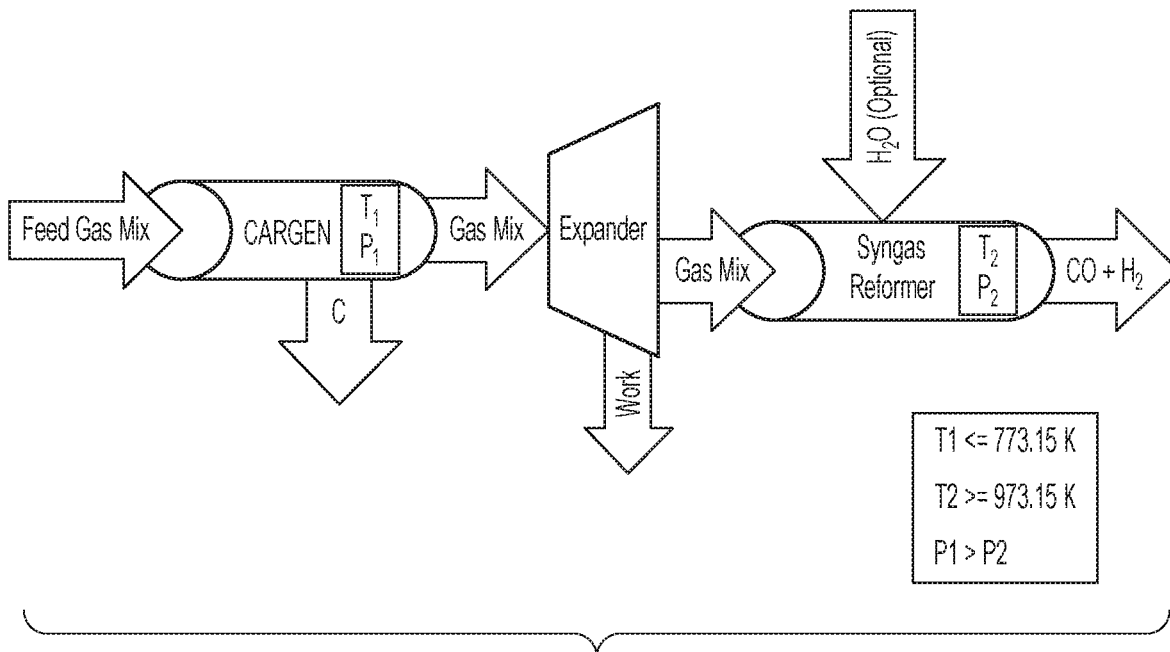 Feed Gas Mix
CARGEN
T₁
P₁
C
Gas Mix
Expander
Work
Gas Mix
H₂O (Optional)
Syngas
Reformer
T₂
P₂
CO + H₂
T1 <= 773.15 K
T2 >= 973.15 K
P1 > P2